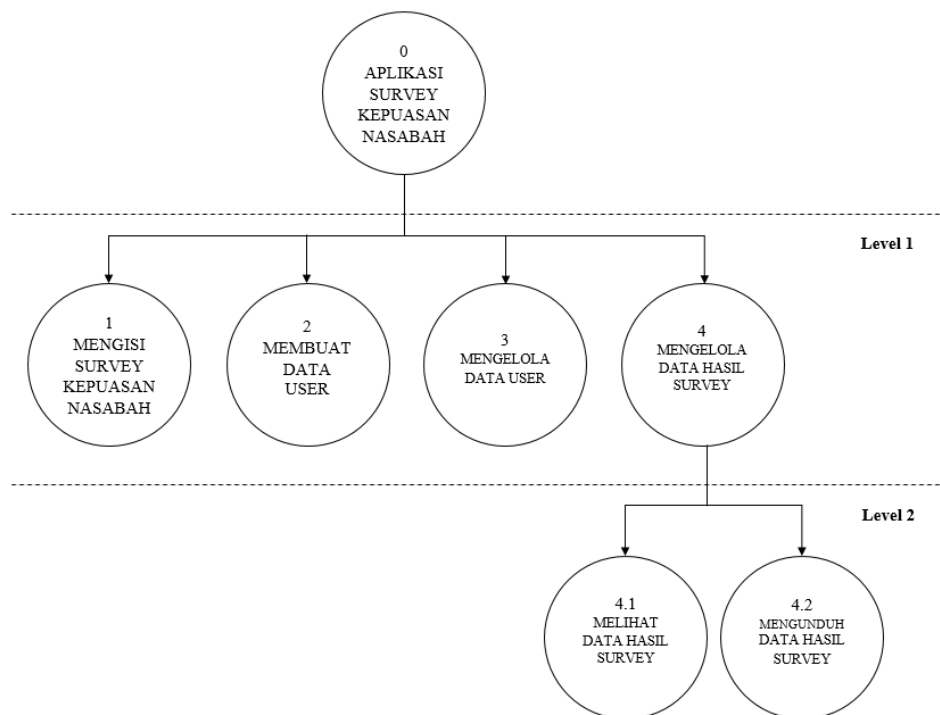 0
APLIKASI
SURVEY
KEPUASAN
NASABAH
Level 1
1
MENGISI
SURVEY
KEPUASAN
NASABAH
2
MEMBUAT
DATA
USER
3
MENGELOLA
DATA USER
4
MENGELOLA
DATA HASIL
SURVEY
Level 2
4.1
MELIHAT
DATA HASIL
SURVEY
4.2
MENGUNDUH
DATA HASIL
SURVEY